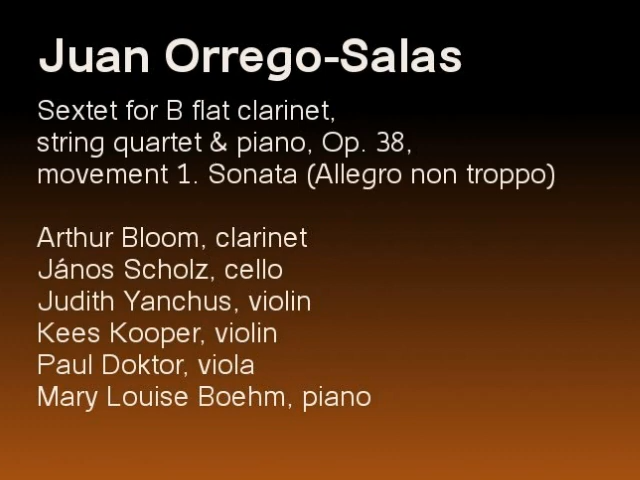 Juan Orrego-Salas
Sextet for B flat clarinet,
string quartet & piano, Op. 38,
movement 1. Sonata (Allegro non troppo)
Arthur Bloom, clarinet
János Scholz, cello
Judith Yanchus, violin
Kees Kooper, violin
Paul Doktor, viola
Mary Louise Boehm, piano